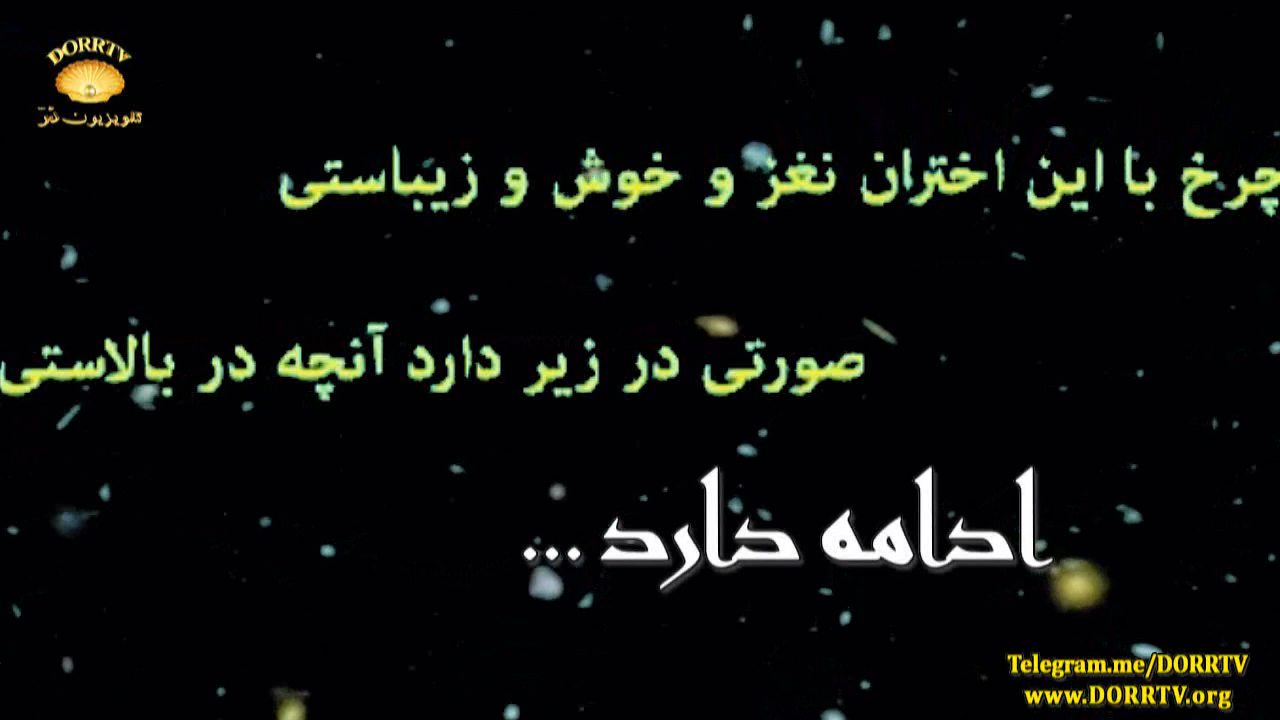 DORRTV
تلویزیون دُرّ
چرخ با این اختران نغز و خوش و زیباستی
صورتی در زیر دارد آنچه در بالاستی
ادامه دارد ...
Telegram.me/DORRTV
www.DORRTV.org